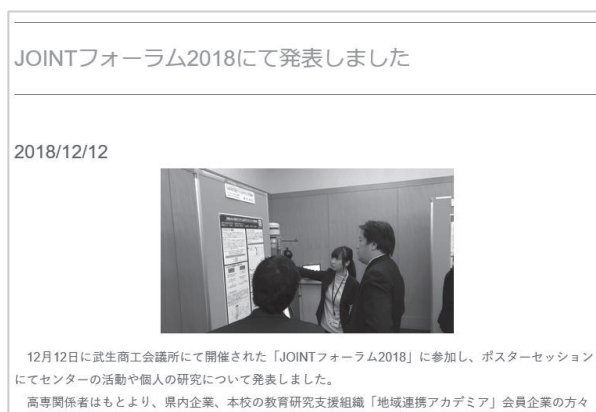 JOINTフォーラム2018にて発表しました
2018/12/12
12月12日に武生商工会議所にて開催された「JOINTフォーラム2018」に参加し、ポスターセッション
にてセンターの活動や個人の研究について発表しました。
高専関係者はもとより、県内企業、本校の教育研究支援組織「地域連携アカデミア」会員企業の方々